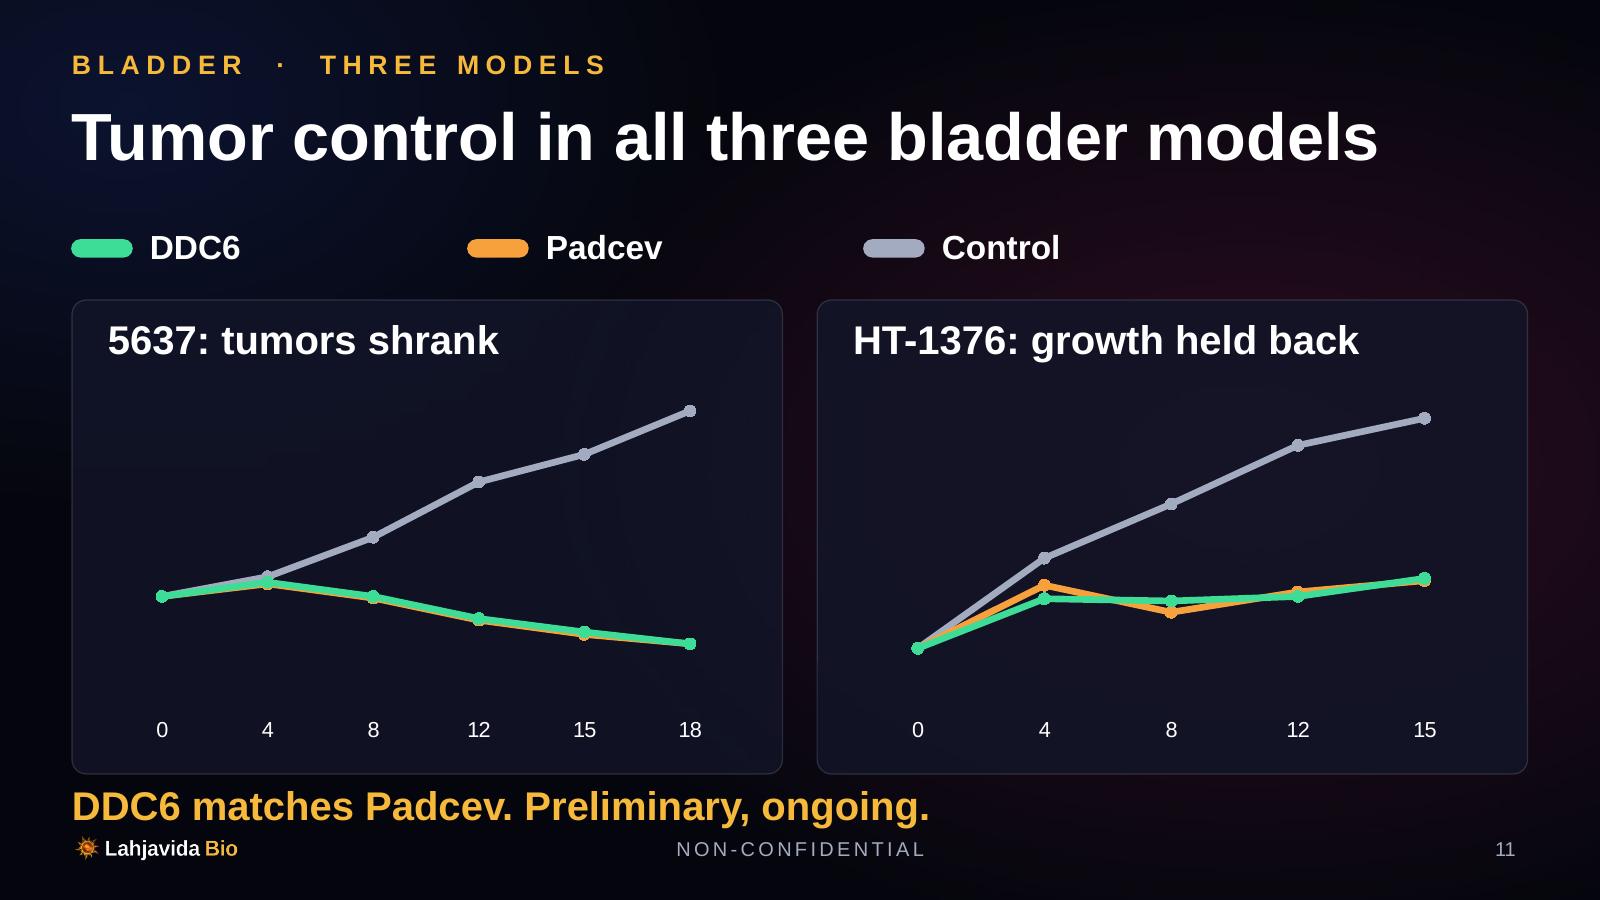 BLADDER · THREE MODELS
Tumor control in all three bladder models
DDC6 Padcev Control
5637: tumors shrank
0 4 8 12 15 18
HT-1376: growth held back
0 4 8 12 15
DDC6 matches Padcev. Preliminary, ongoing.
Lahjavida Bio NON-CONFIDENTIAL 11